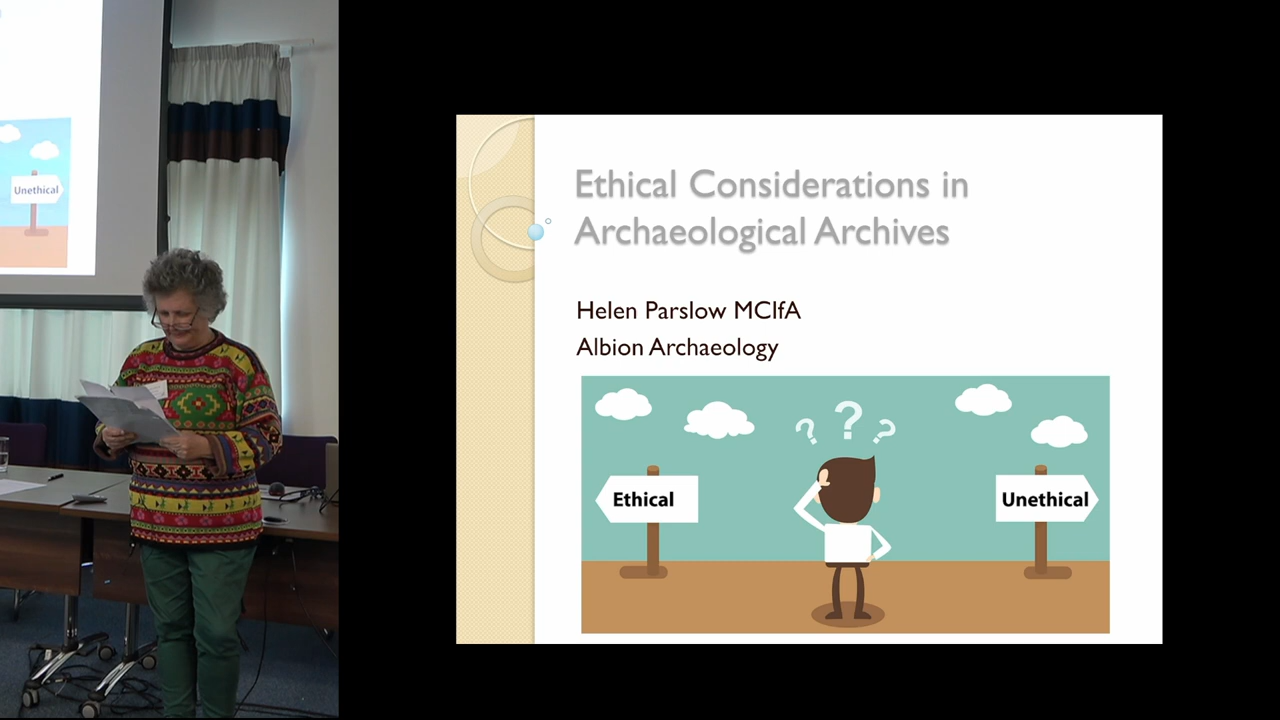 Unethical
Ethical Considerations in
Archaeological Archives
Helen Parslow MCIfA
Albion Archaeology
? ? ?
Ethical
Unethical